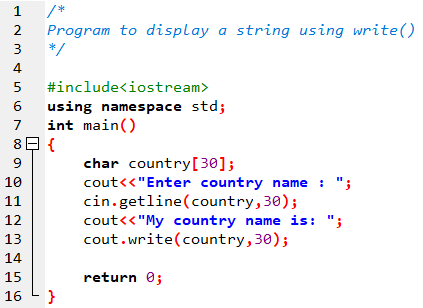 1 /*
2 Program to display a string using write()
3 */
4
5 #include<iostream>
6 using namespace std;
7 int main()
8 {
9 char country[30];
10 cout<<"Enter country name : ";
11 cin.getline(country,30);
12 cout<<"My country name is: ";
13 cout.write(country,30);
14
15 return 0;
16 }